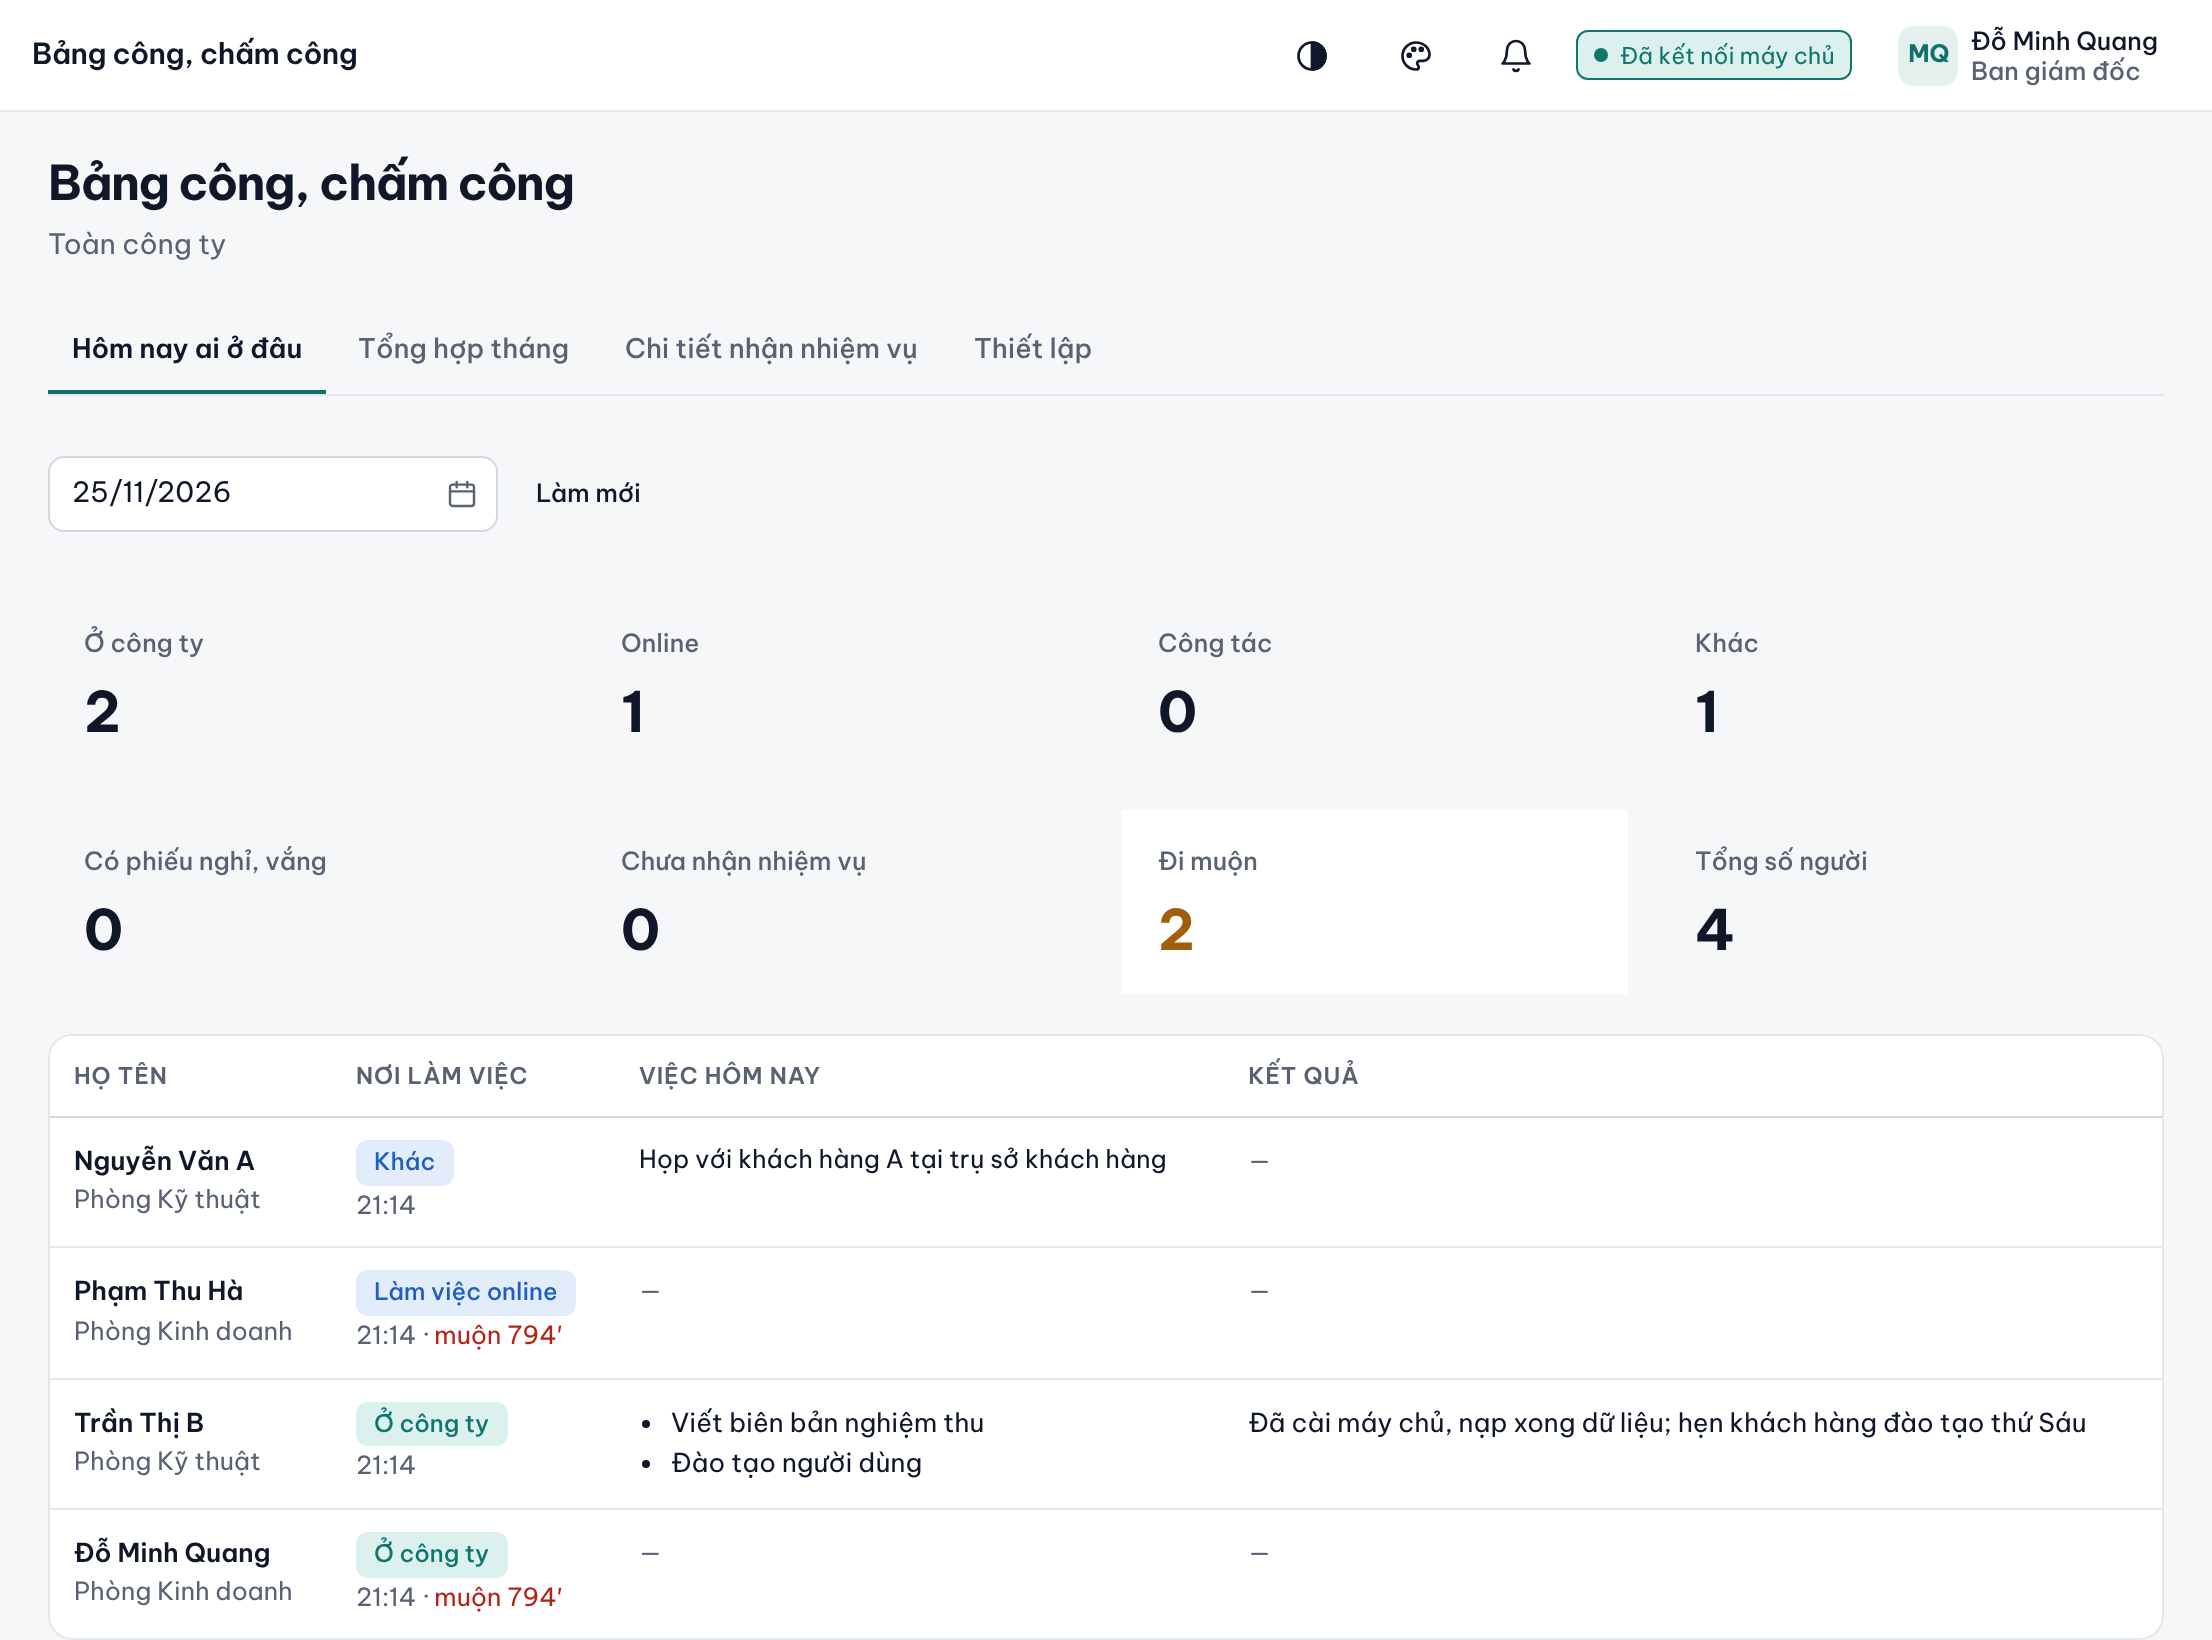 Bảng công, chấm công
Đã kết nối máy chủ
MQ
Đỗ Minh Quang
Ban giám đốc
Bảng công, chấm công
Toàn công ty
Hôm nay ai ở đâu
Tổng hợp tháng
Chi tiết nhận nhiệm vụ
Thiết lập
25/11/2026
Làm mới
Ở công ty
2
Online
1
Công tác
0
Khác
1
Có phiếu nghỉ, vắng
0
Chưa nhận nhiệm vụ
0
Đi muộn
2
Tổng số người
4
HỌ TÊN
NƠI LÀM VIỆC
VIỆC HÔM NAY
KẾT QUẢ
Nguyễn Văn A
Phòng Kỹ thuật
Khác
21:14
Họp với khách hàng A tại trụ sở khách hàng
—
Phạm Thu Hà
Phòng Kinh doanh
Làm việc online
21:14 · muộn 794′
—
—
Trần Thị B
Phòng Kỹ thuật
Ở công ty
21:14
• Viết biên bản nghiệm thu
• Đào tạo người dùng
Đã cài máy chủ, nạp xong dữ liệu; hẹn khách hàng đào tạo thứ Sáu
Đỗ Minh Quang
Phòng Kinh doanh
Ở công ty
21:14 · muộn 794′
—
—